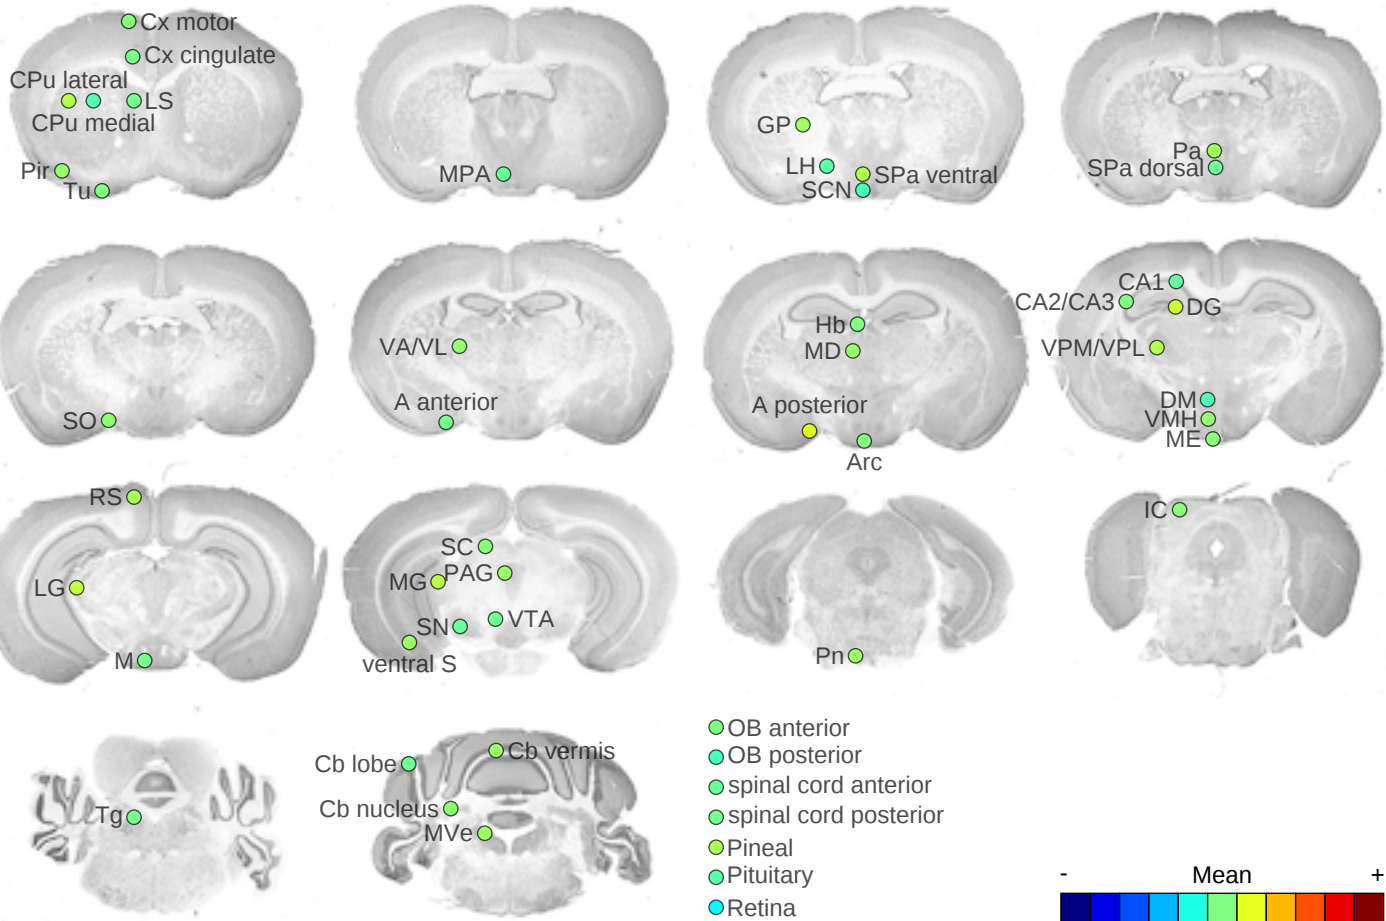 Cx motor
Cx cingulate
CPu lateral
LS
CPu medial
Pir
Tu
MPA
GP
LH
SPa ventral
SCN
Pa
SPa dorsal
SO
VA/VL
A anterior
Hb
MD
A posterior
Arc
CA1
CA2/CA3
DG
VPM/VPL
DM
VMH
ME
RS
LG
M
SC
PAG
MG
SN
VTA
ventral S
Pn
IC
Tg
Cb lobe
Cb vermis
Cb nucleus
MVe
OB anterior
OB posterior
spinal cord anterior
spinal cord posterior
Pineal
Pituitary
Retina
- Mean +